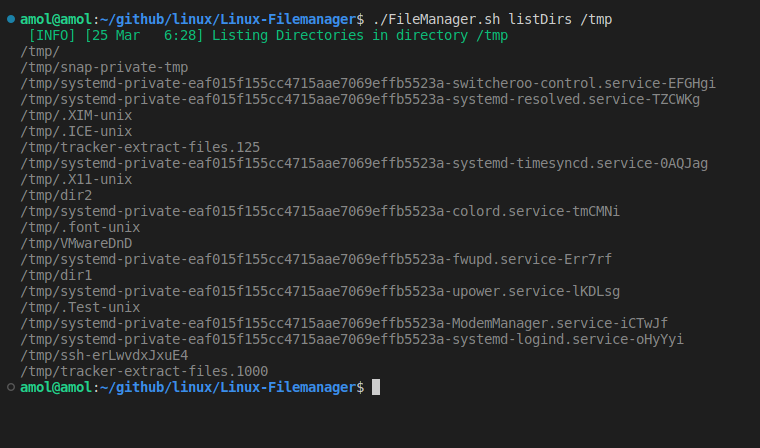 amol@amol:~/github/linux/Linux-Filemanager$ ./FileManager.sh listDirs /tmp
[INFO] [25 Mar   6:28] Listing Directories in directory /tmp
/tmp/
/tmp/snap-private-tmp
/tmp/systemd-private-eaf015f155cc4715aae7069effb5523a-switcheroo-control.service-EFGHgi
/tmp/systemd-private-eaf015f155cc4715aae7069effb5523a-systemd-resolved.service-TZCWKg
/tmp/.XIM-unix
/tmp/.ICE-unix
/tmp/tracker-extract-files.125
/tmp/systemd-private-eaf015f155cc4715aae7069effb5523a-systemd-timesyncd.service-0AQJag
/tmp/.X11-unix
/tmp/dir2
/tmp/systemd-private-eaf015f155cc4715aae7069effb5523a-colord.service-tmCMNi
/tmp/.font-unix
/tmp/VMwareDnD
/tmp/systemd-private-eaf015f155cc4715aae7069effb5523a-fwupd.service-Err7rf
/tmp/dir1
/tmp/systemd-private-eaf015f155cc4715aae7069effb5523a-upower.service-lKDLsg
/tmp/.Test-unix
/tmp/systemd-private-eaf015f155cc4715aae7069effb5523a-ModemManager.service-iCTwJf
/tmp/systemd-private-eaf015f155cc4715aae7069effb5523a-systemd-logind.service-oHyYyi
/tmp/ssh-erLwvdxJxuE4
/tmp/tracker-extract-files.1000
amol@amol:~/github/linux/Linux-Filemanager$